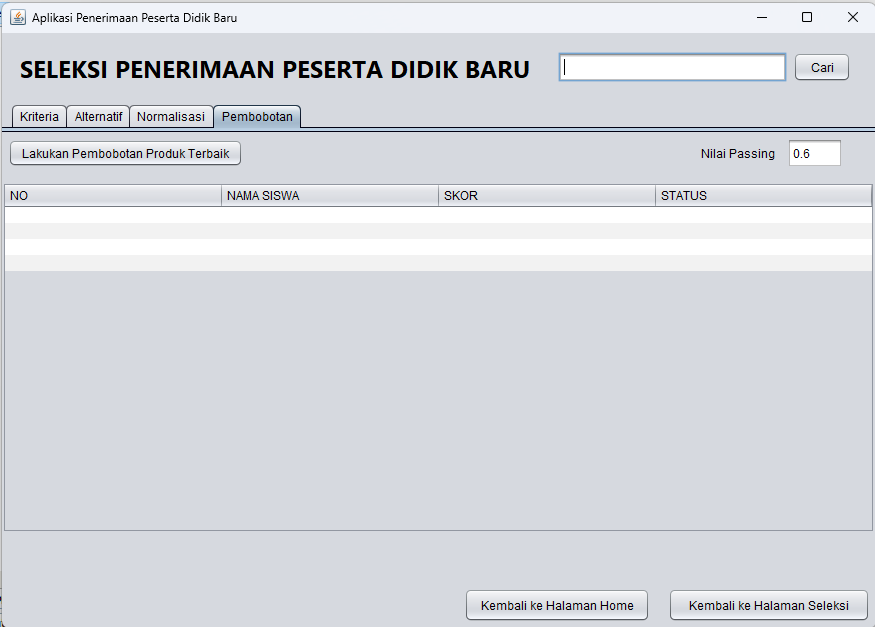 Aplikasi Penerimaan Peserta Didik Baru
SELEKSI PENERIMAAN PESERTA DIDIK BARU
Cari
Kriteria Alternatif Normalisasi Pembobotan
Lakukan Pembobotan Produk Terbaik Nilai Passing 0.6
NO NAMA SISWA SKOR STATUS
Kembali ke Halaman Home Kembali ke Halaman Seleksi